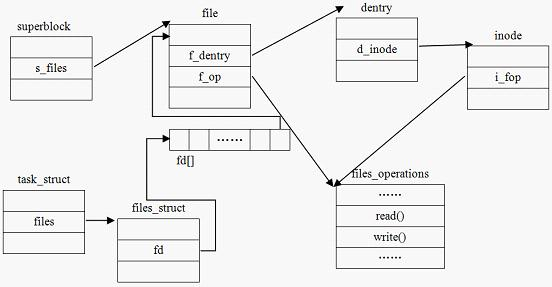 superblock
s_files
file
f_dentry
f_op
dentry
d_inode
inode
i_fop
......
fd[]
task_struct
files
files_struct
fd
files_operations
......
read()
write()
......